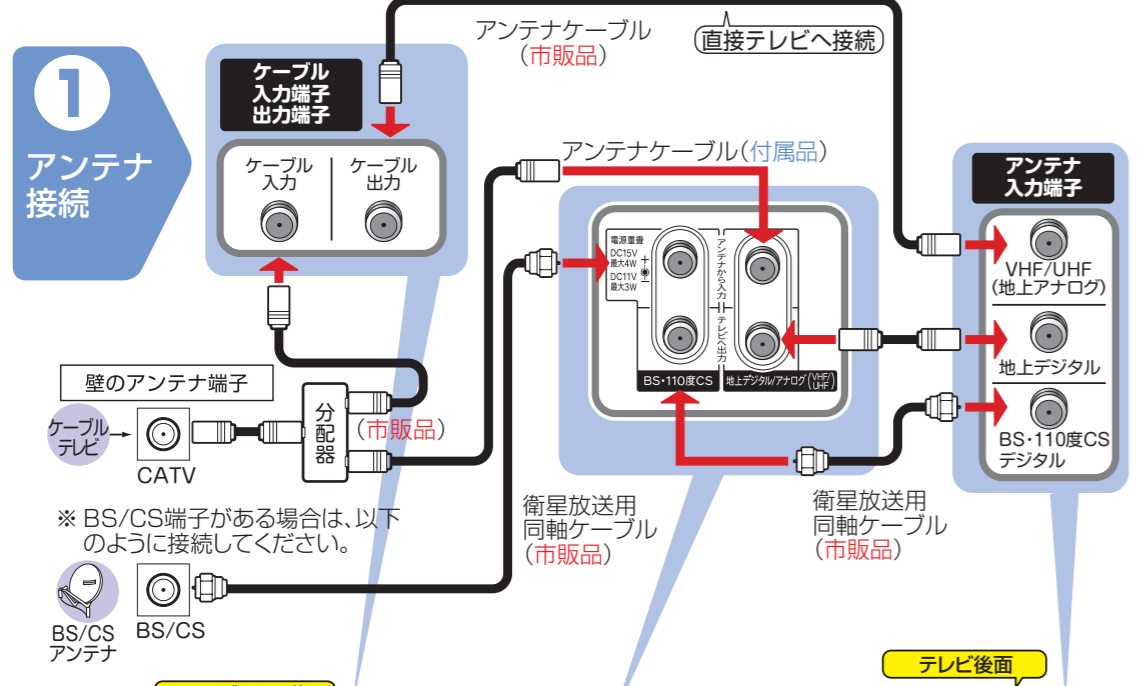 1
アンテナ
接続
ケーブル
入力端子
出力端子
ケーブル
入力
ケーブル
出力
アンテナケーブル
（市販品）
直接テレビへ接続
アンテナケーブル（付属品）
アンテナ
入力端子
VHF/UHF
（地上アナログ）
地上デジタル
BS・110度CS
デジタル
電源重畳
DC15V
最大4W
DC11V
最大3W
アンテナから入力
テレビへ出力
BS・110度CS
地上デジタル/アナログ（VHF/UHF）
壁のアンテナ端子
ケーブル
テレビ
CATV
分配器
（市販品）
※ BS/CS端子がある場合は、以下
のように接続してください。
BS/CS
アンテナ
BS/CS
衛星放送用
同軸ケーブル
（市販品）
衛星放送用
同軸ケーブル
（市販品）
テレビ後面